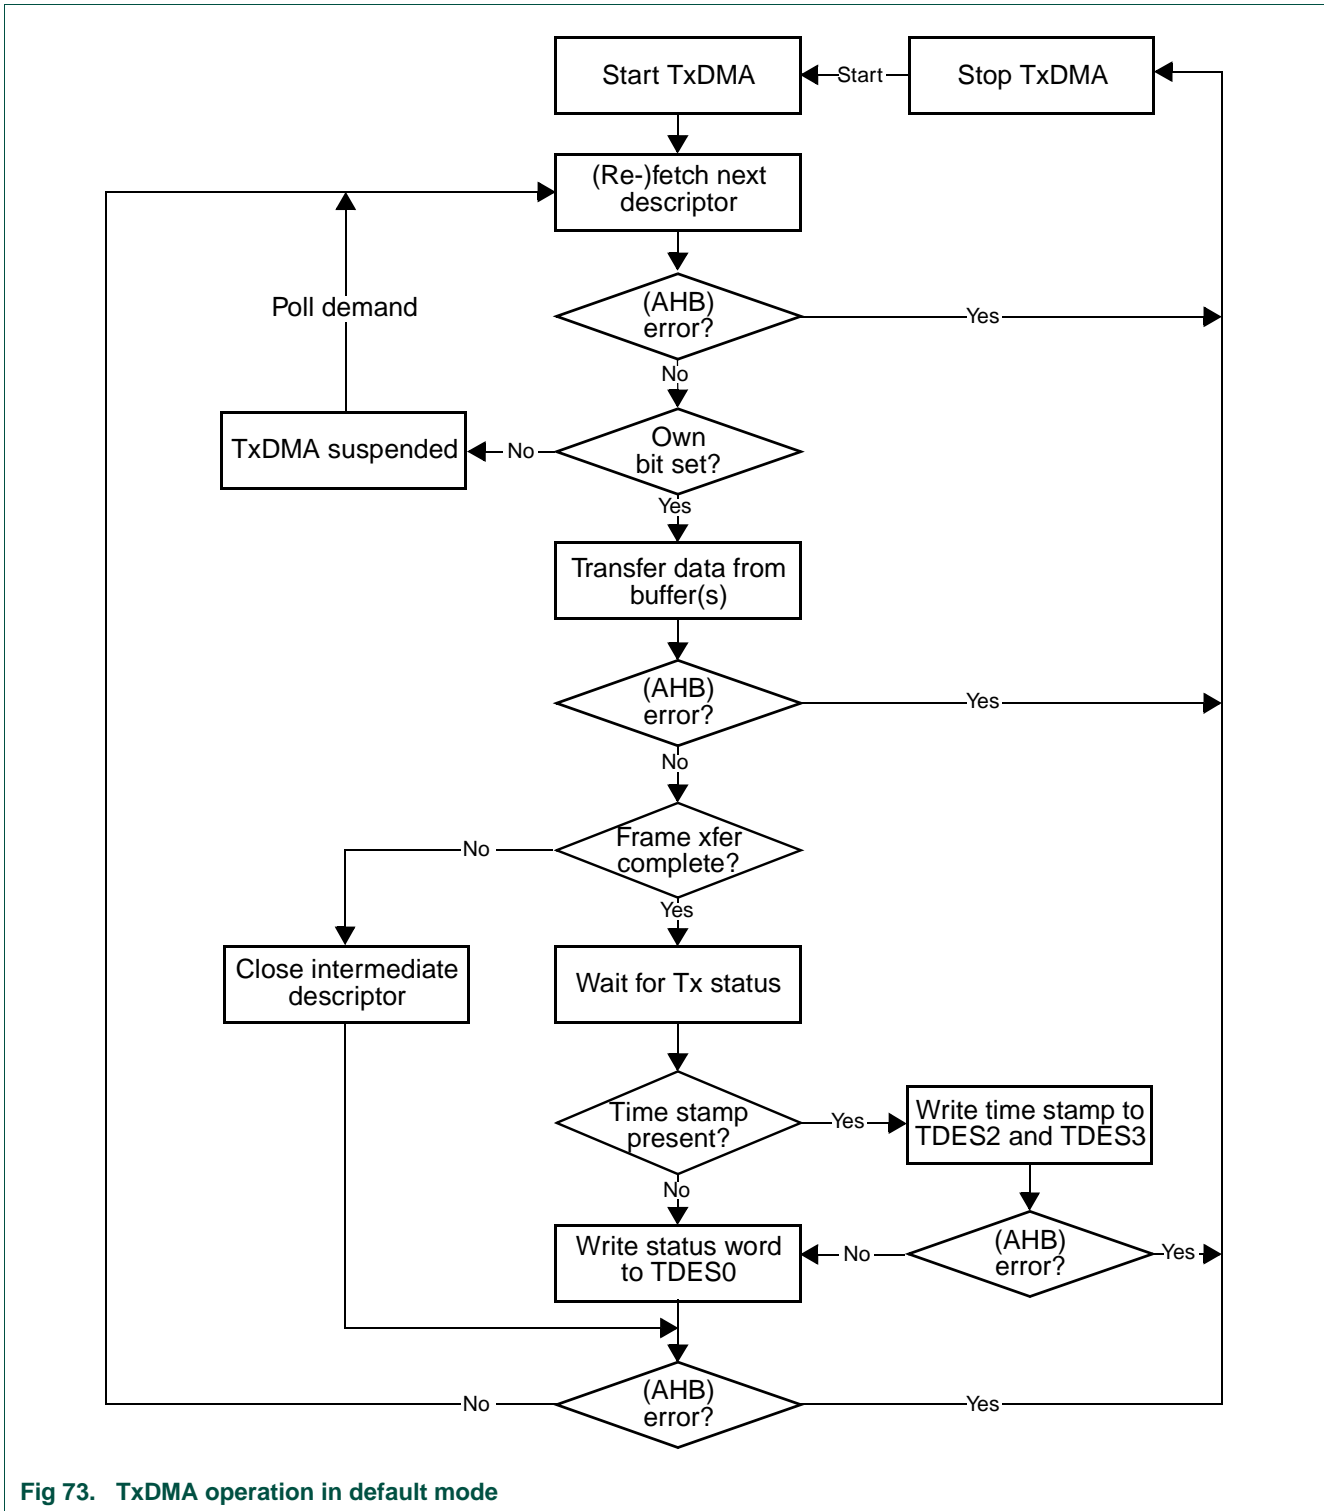 Start TxDMA
Start
Stop TxDMA
(Re-)fetch next
descriptor
Poll demand
(AHB)
error?
Yes
No
TxDMA suspended
No
Own
bit set?
Yes
Transfer data from
buffer(s)
(AHB)
error?
Yes
No
No
Frame xfer
complete?
Yes
Close intermediate
descriptor
Wait for Tx status
Time stamp
present?
Yes
Write time stamp to
TDES2 and TDES3
No
Write status word
to TDES0
No
(AHB)
error?
Yes
No
(AHB)
error?
Yes
Fig 73. TxDMA operation in default mode